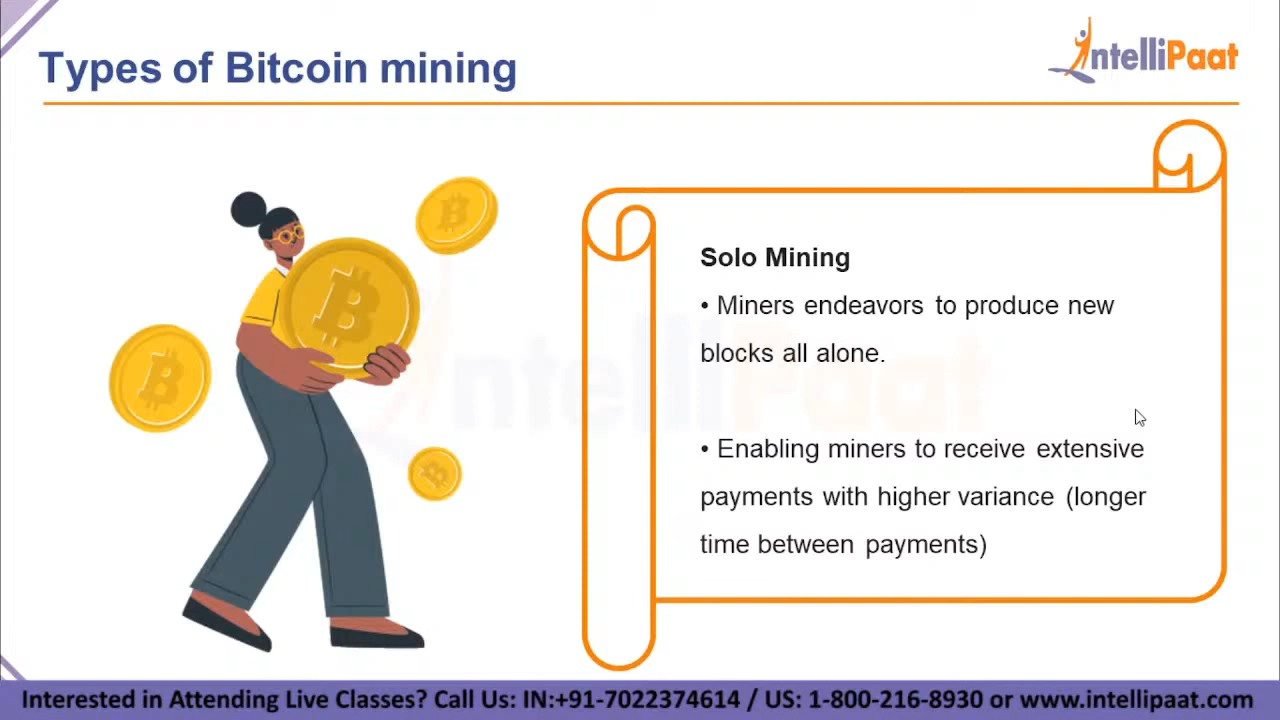 Types of Bitcoin mining
IntelliPaat
Solo Mining
• Miners endeavors to produce new
blocks all alone.
• Enabling miners to receive extensive
payments with higher variance (longer
time between payments)
IntelliPaat
Interested in Attending Live Classes? Call Us: IN:+91-7022374614 / US: 1-800-216-8930 or www.intellipaat.com